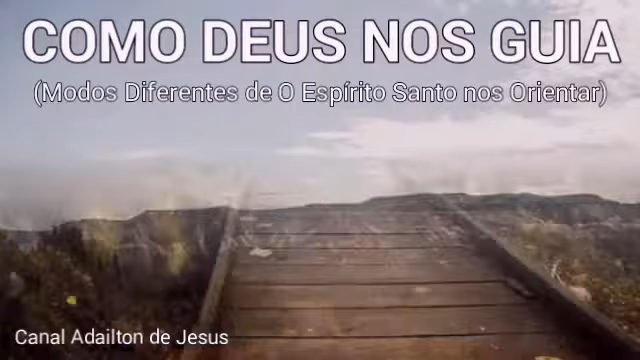 COMO DEUS NOS GUIA
(Modos Diferentes de O Espírito Santo nos Orientar)
Canal Adailton de Jesus